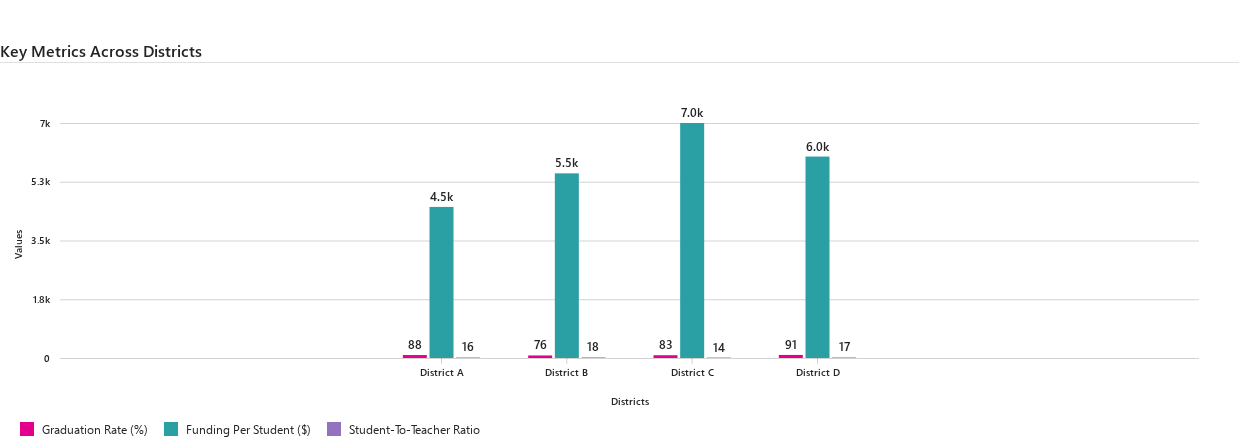 Key Metrics Across Districts
7.0k
7k
6.0k
5.5k
5.3k
4.5k
Values
3.5k
1.8k
88
16
76
18
83
14
91
17
0
District A
District B
District C
District D
Districts
Graduation Rate (%)
Funding Per Student ($)
Student-To-Teacher Ratio